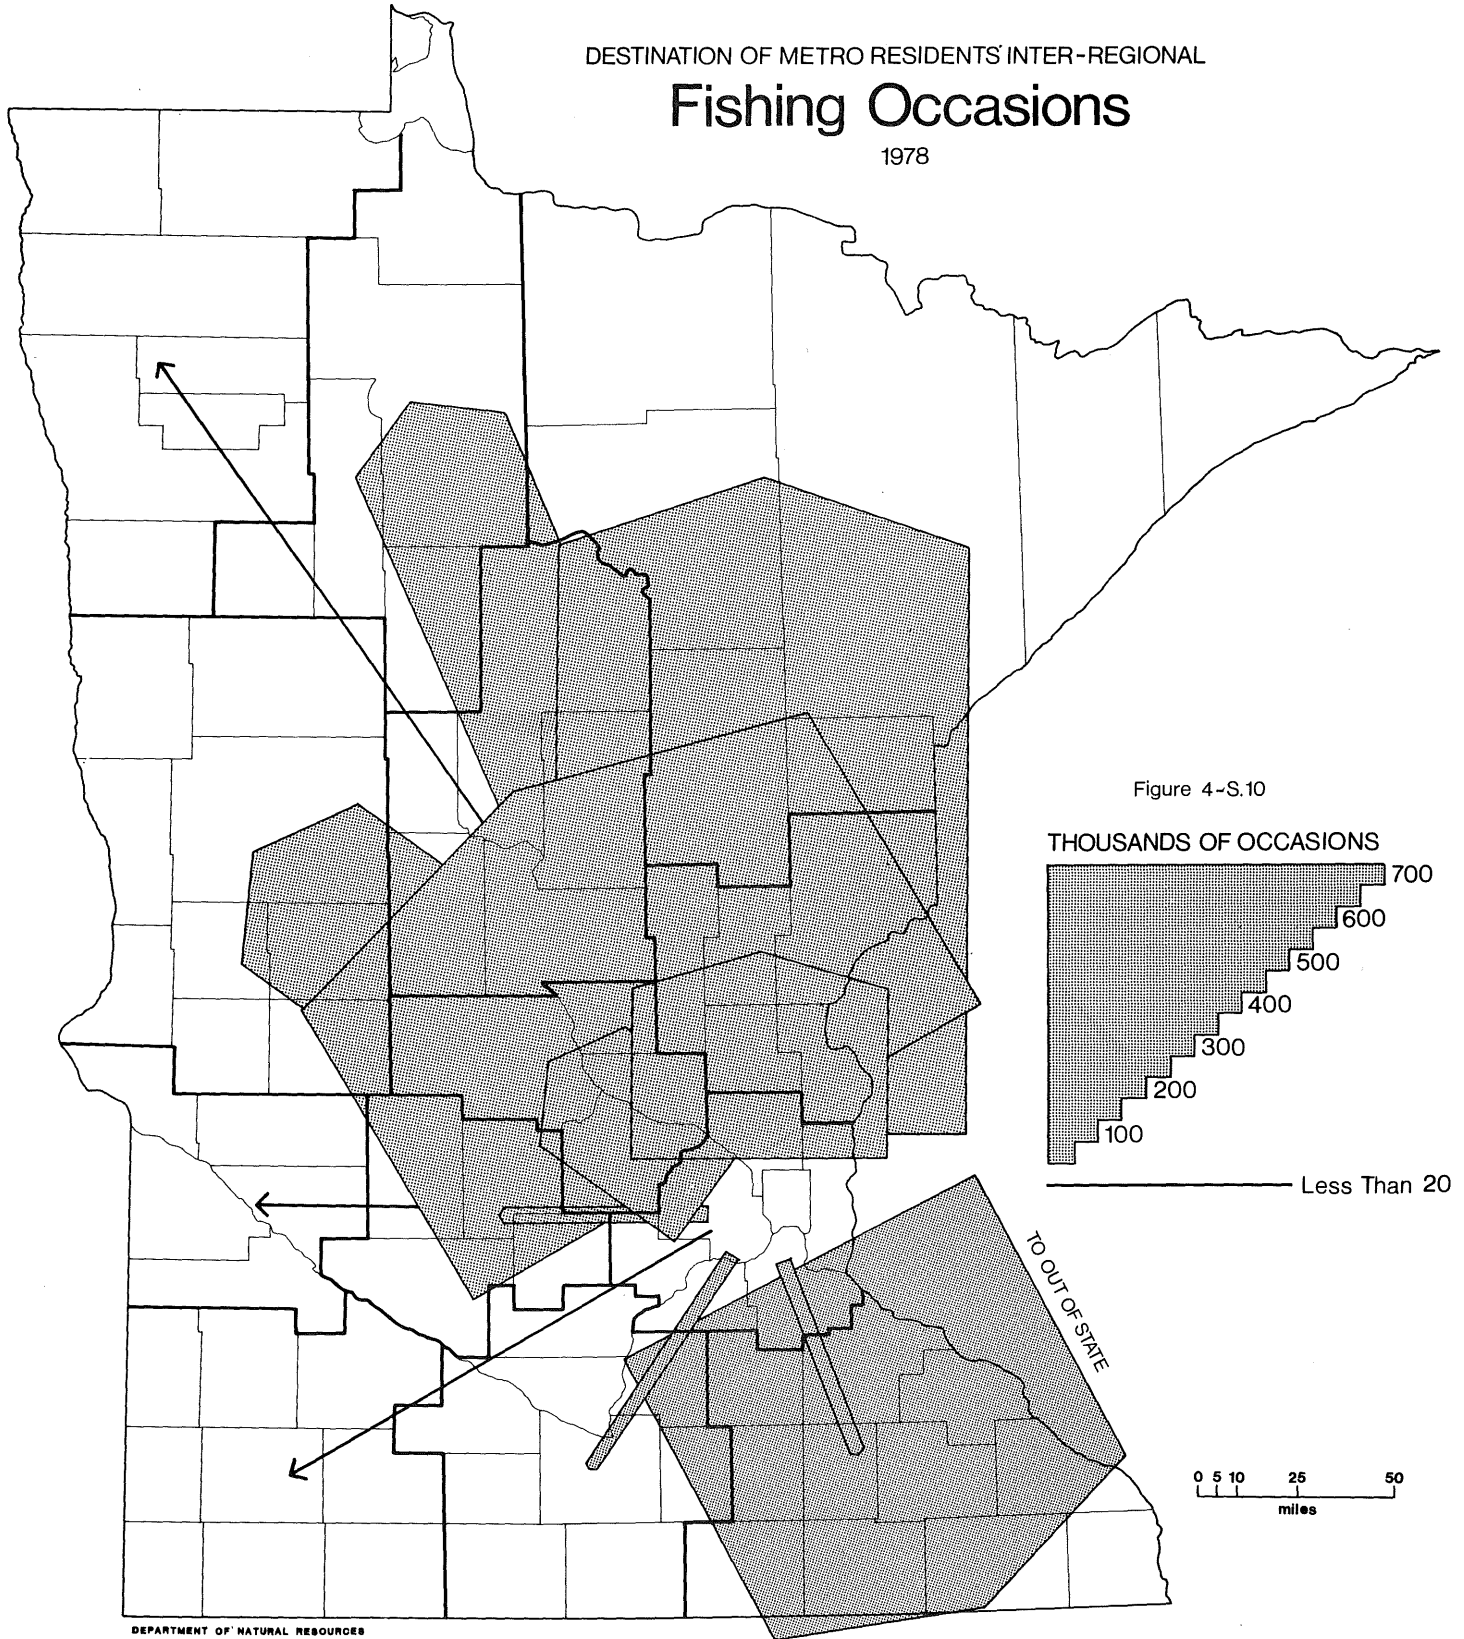 DESTINATION OF METRO RESIDENTS' INTER-REGIONAL
Fishing Occasions
1978
Figure 4-S.10
THOUSANDS OF OCCASIONS
700
600
500
400
300
200
100
Less Than 20
TO OUT OF STATE
0 5 10 25 50
miles
DEPARTMENT OF NATURAL RESOURCES